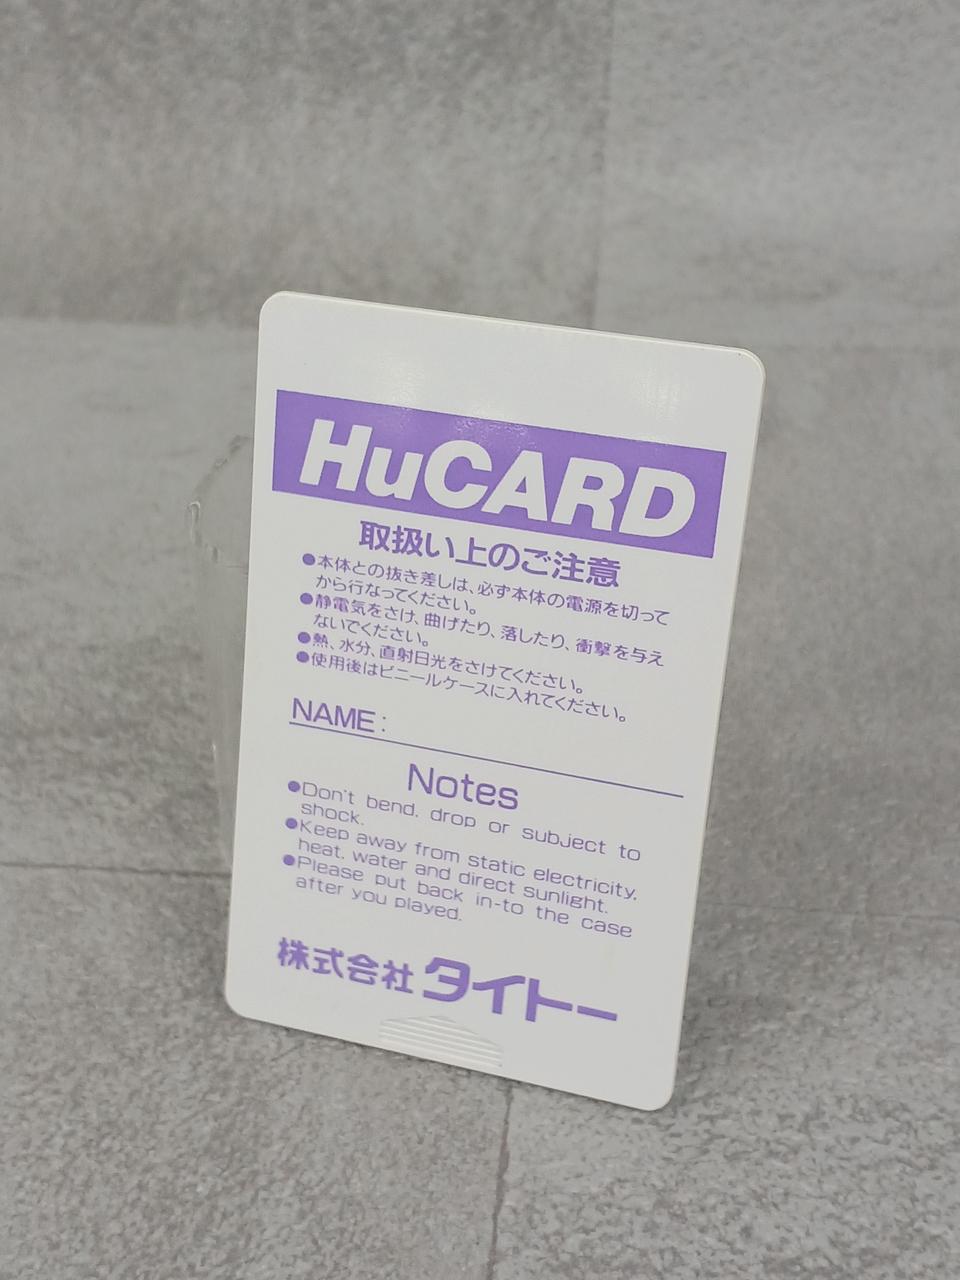 HuCARD
取扱い上のご注意
●本体との抜き差しは、必ず本体の電源を切って
から行なってください。
●静電気をさけ、曲げたり、落したり、衝撃を与え
ないでください。
●熱、水分、直射日光をさけてください。
●使用後はビニールケースに入れてください。
NAME:
Notes
●Don't bend, drop or subject to
shock.
●Keep away from static electricity,
heat, water and direct sunlight.
●Please put back in-to the case
after you played.
株式会社タイトー